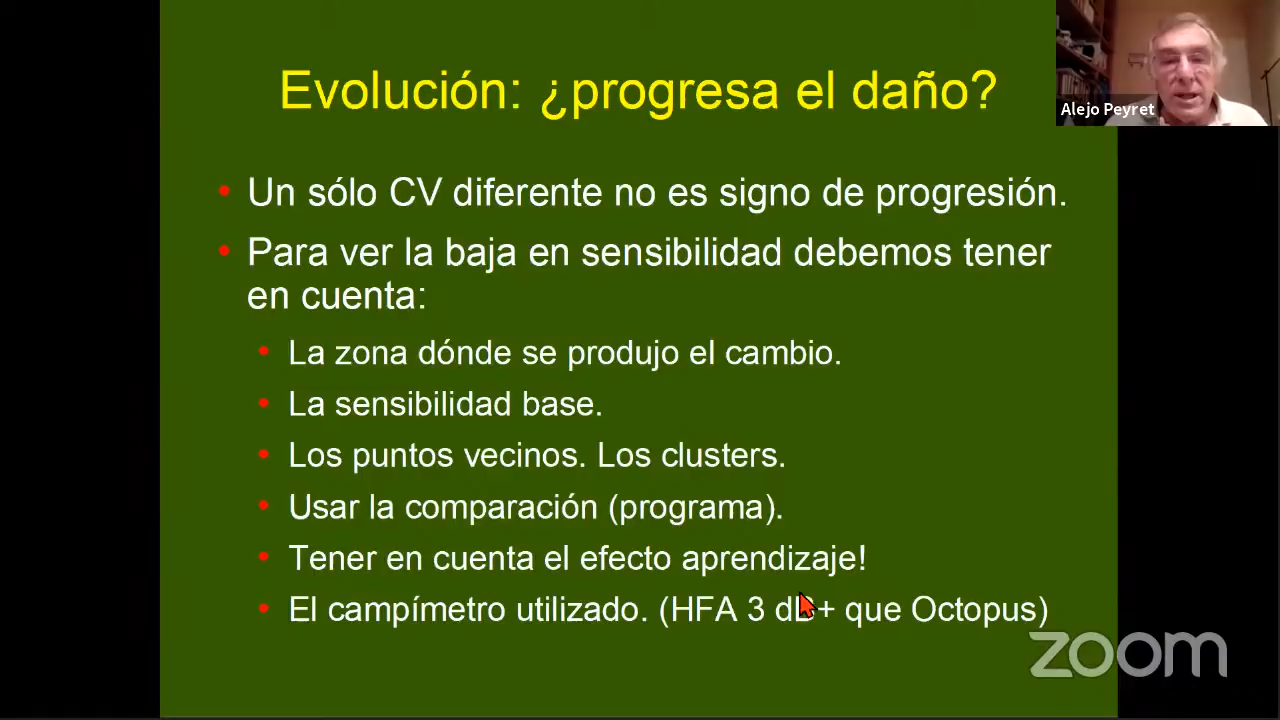 Evolución: ¿progresa el daño?
Alejo Peyret
Un sólo CV diferente no es signo de progresión.
Para ver la baja en sensibilidad debemos tener
en cuenta:
La zona dónde se produjo el cambio.
La sensibilidad base.
Los puntos vecinos. Los clusters.
Usar la comparación (programa).
Tener en cuenta el efecto aprendizaje!
El campímetro utilizado. (HFA 3 dB+ que Octopus)
zoom